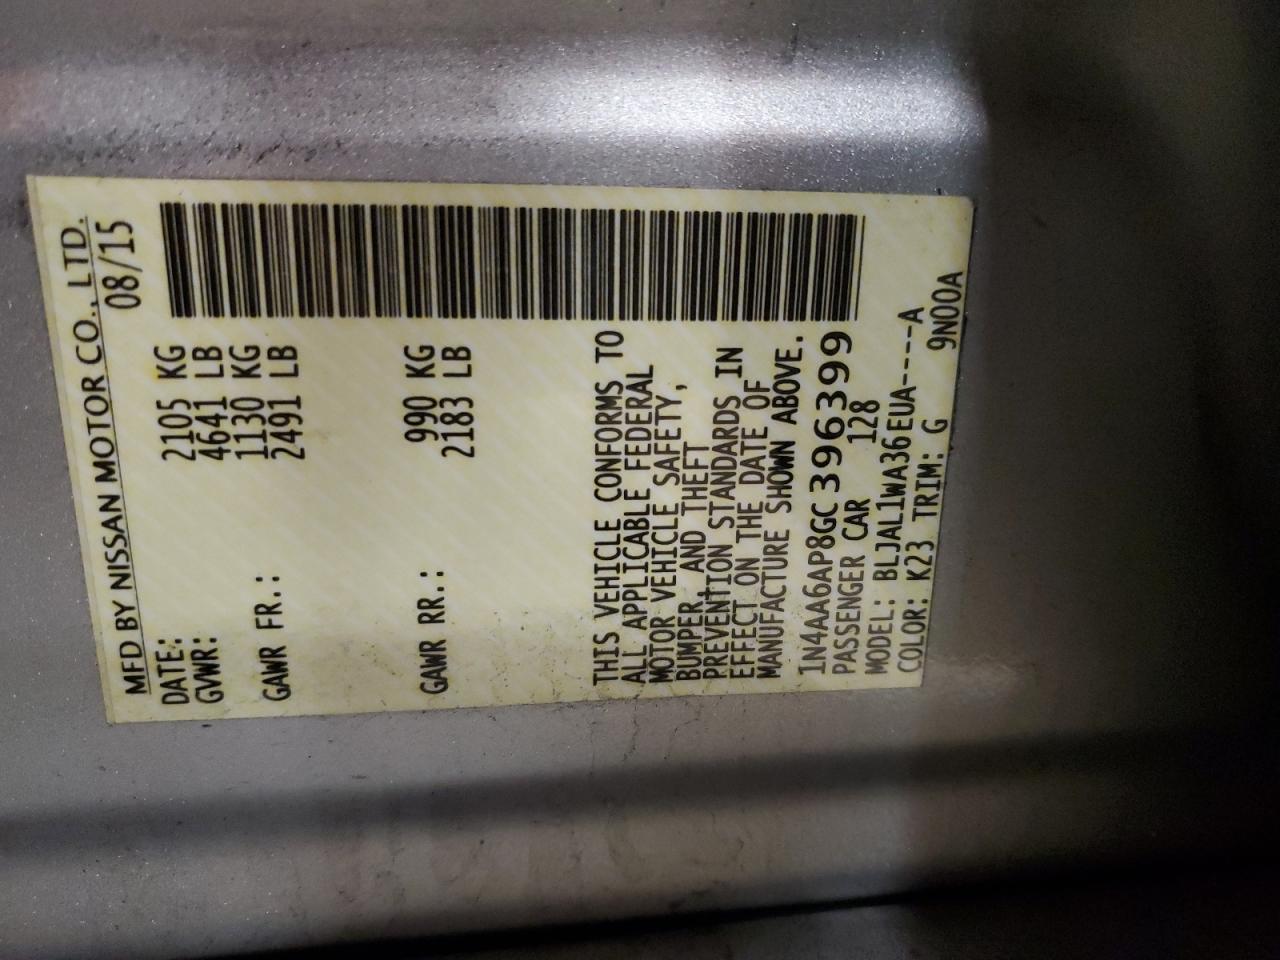 MFD BY NISSAN MOTOR CO., LTD.
DATE: 08/15
GVWR: 2105 KG
4641 LB
GAWR FR.: 1130 KG
2491 LB
GAWR RR.: 990 KG
2183 LB
THIS VEHICLE CONFORMS TO
ALL APPLICABLE FEDERAL
MOTOR VEHICLE SAFETY,
BUMPER, AND THEFT
PREVENTION STANDARDS IN
EFFECT ON THE DATE OF
MANUFACTURE SHOWN ABOVE.
1N4AA6AP8GC396399
PASSENGER CAR 128
MODEL: BLJAL1WA36EUA-----A
COLOR: K23 TRIM: G 9N00A